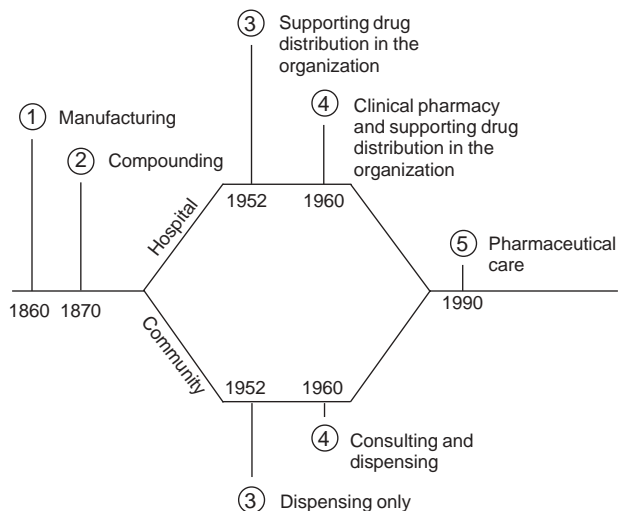 ③ Supporting drug
distribution in the
organization
④ Clinical pharmacy
and supporting drug
distribution in the
organization
① Manufacturing
② Compounding
1952 1960
Hospital
⑤ Pharmaceutical
care
1860 1870
1990
Community
1952 1960
④ Consulting and
dispensing
③ Dispensing only